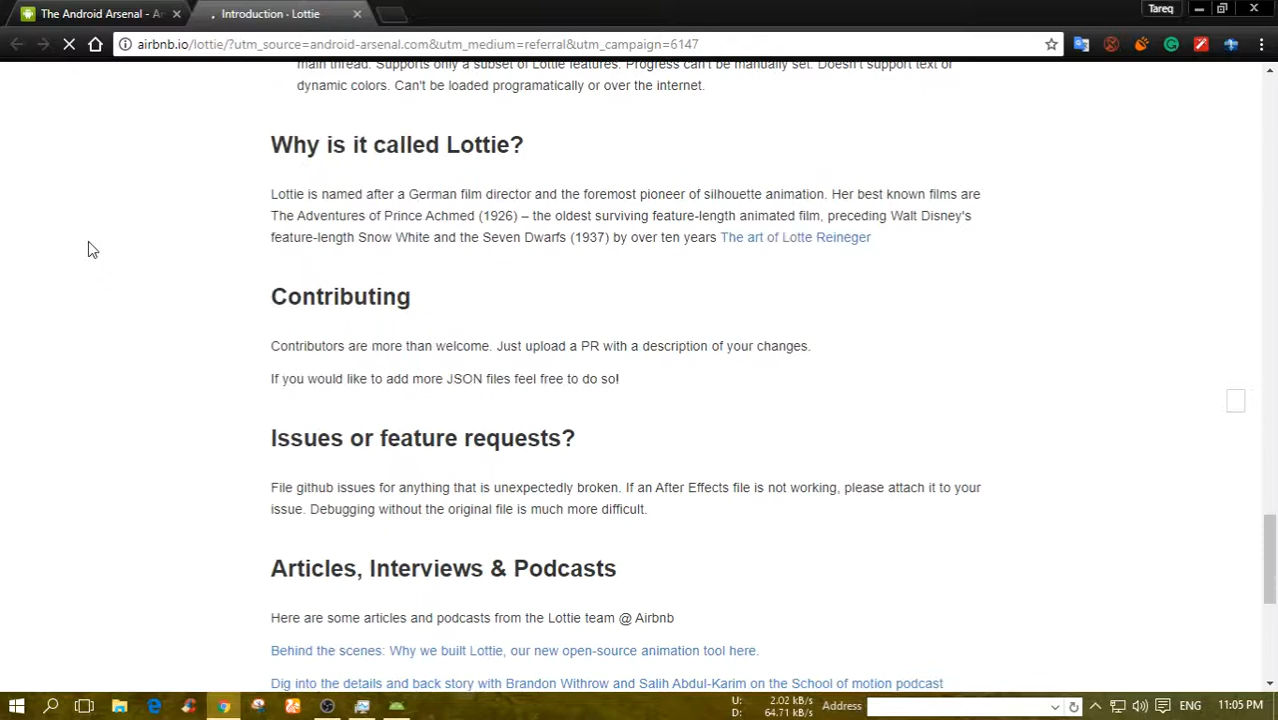 The Android Arsenal - A
Introduction · Lottie
Tareq
airbnb.io/lottie/?utm_source=android-arsenal.com&utm_medium=referral&utm_campaign=6147
main thread. Supports only a subset of Lottie features. Progress can't be manually set. Doesn't support text or
dynamic colors. Can't be loaded programatically or over the internet.
Why is it called Lottie?
Lottie is named after a German film director and the foremost pioneer of silhouette animation. Her best known films are
The Adventures of Prince Achmed (1926) – the oldest surviving feature-length animated film, preceding Walt Disney's
feature-length Snow White and the Seven Dwarfs (1937) by over ten years The art of Lotte Reineger
Contributing
Contributors are more than welcome. Just upload a PR with a description of your changes.
If you would like to add more JSON files feel free to do so!
Issues or feature requests?
File github issues for anything that is unexpectedly broken. If an After Effects file is not working, please attach it to your
issue. Debugging without the original file is much more difficult.
Articles, Interviews & Podcasts
Here are some articles and podcasts from the Lottie team @ Airbnb
Behind the scenes: Why we built Lottie, our new open-source animation tool here.
Dig into the details and back story with Brandon Withrow and Salih Abdul-Karim on the School of motion podcast
U: 2.02 kB/s
D: 64.71 kB/s
Address
ENG
11:05 PM